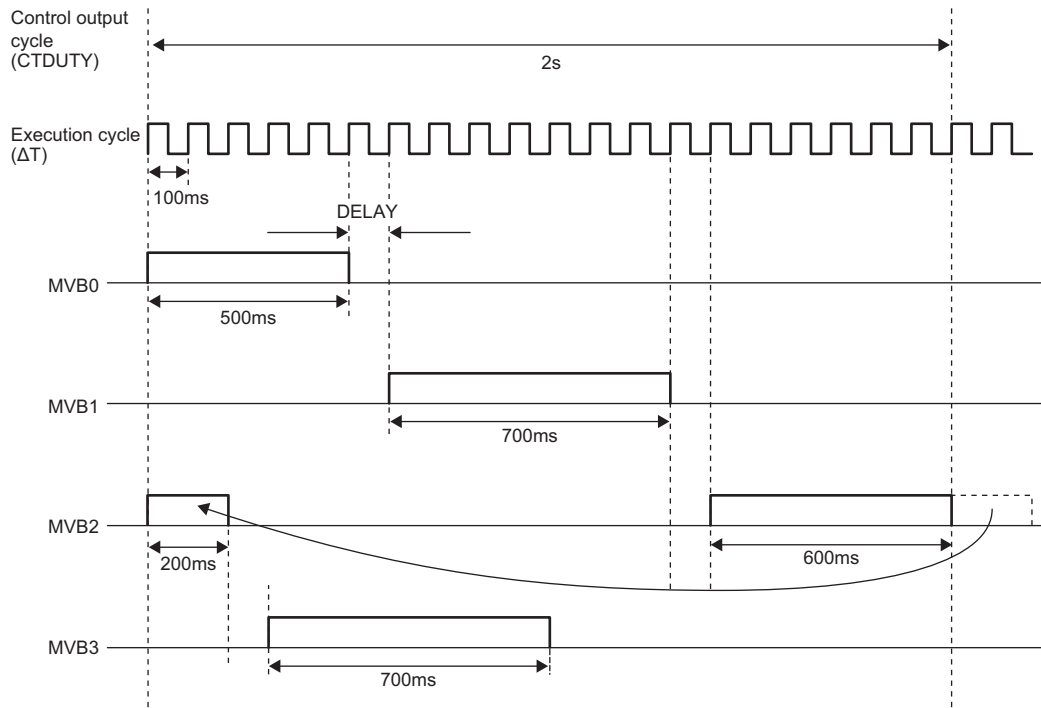 Control output
cycle
(CTDUTY)
2s
Execution cycle
(ΔT)
100ms
DELAY
MVB0
500ms
MVB1
700ms
MVB2
200ms
600ms
MVB3
700ms